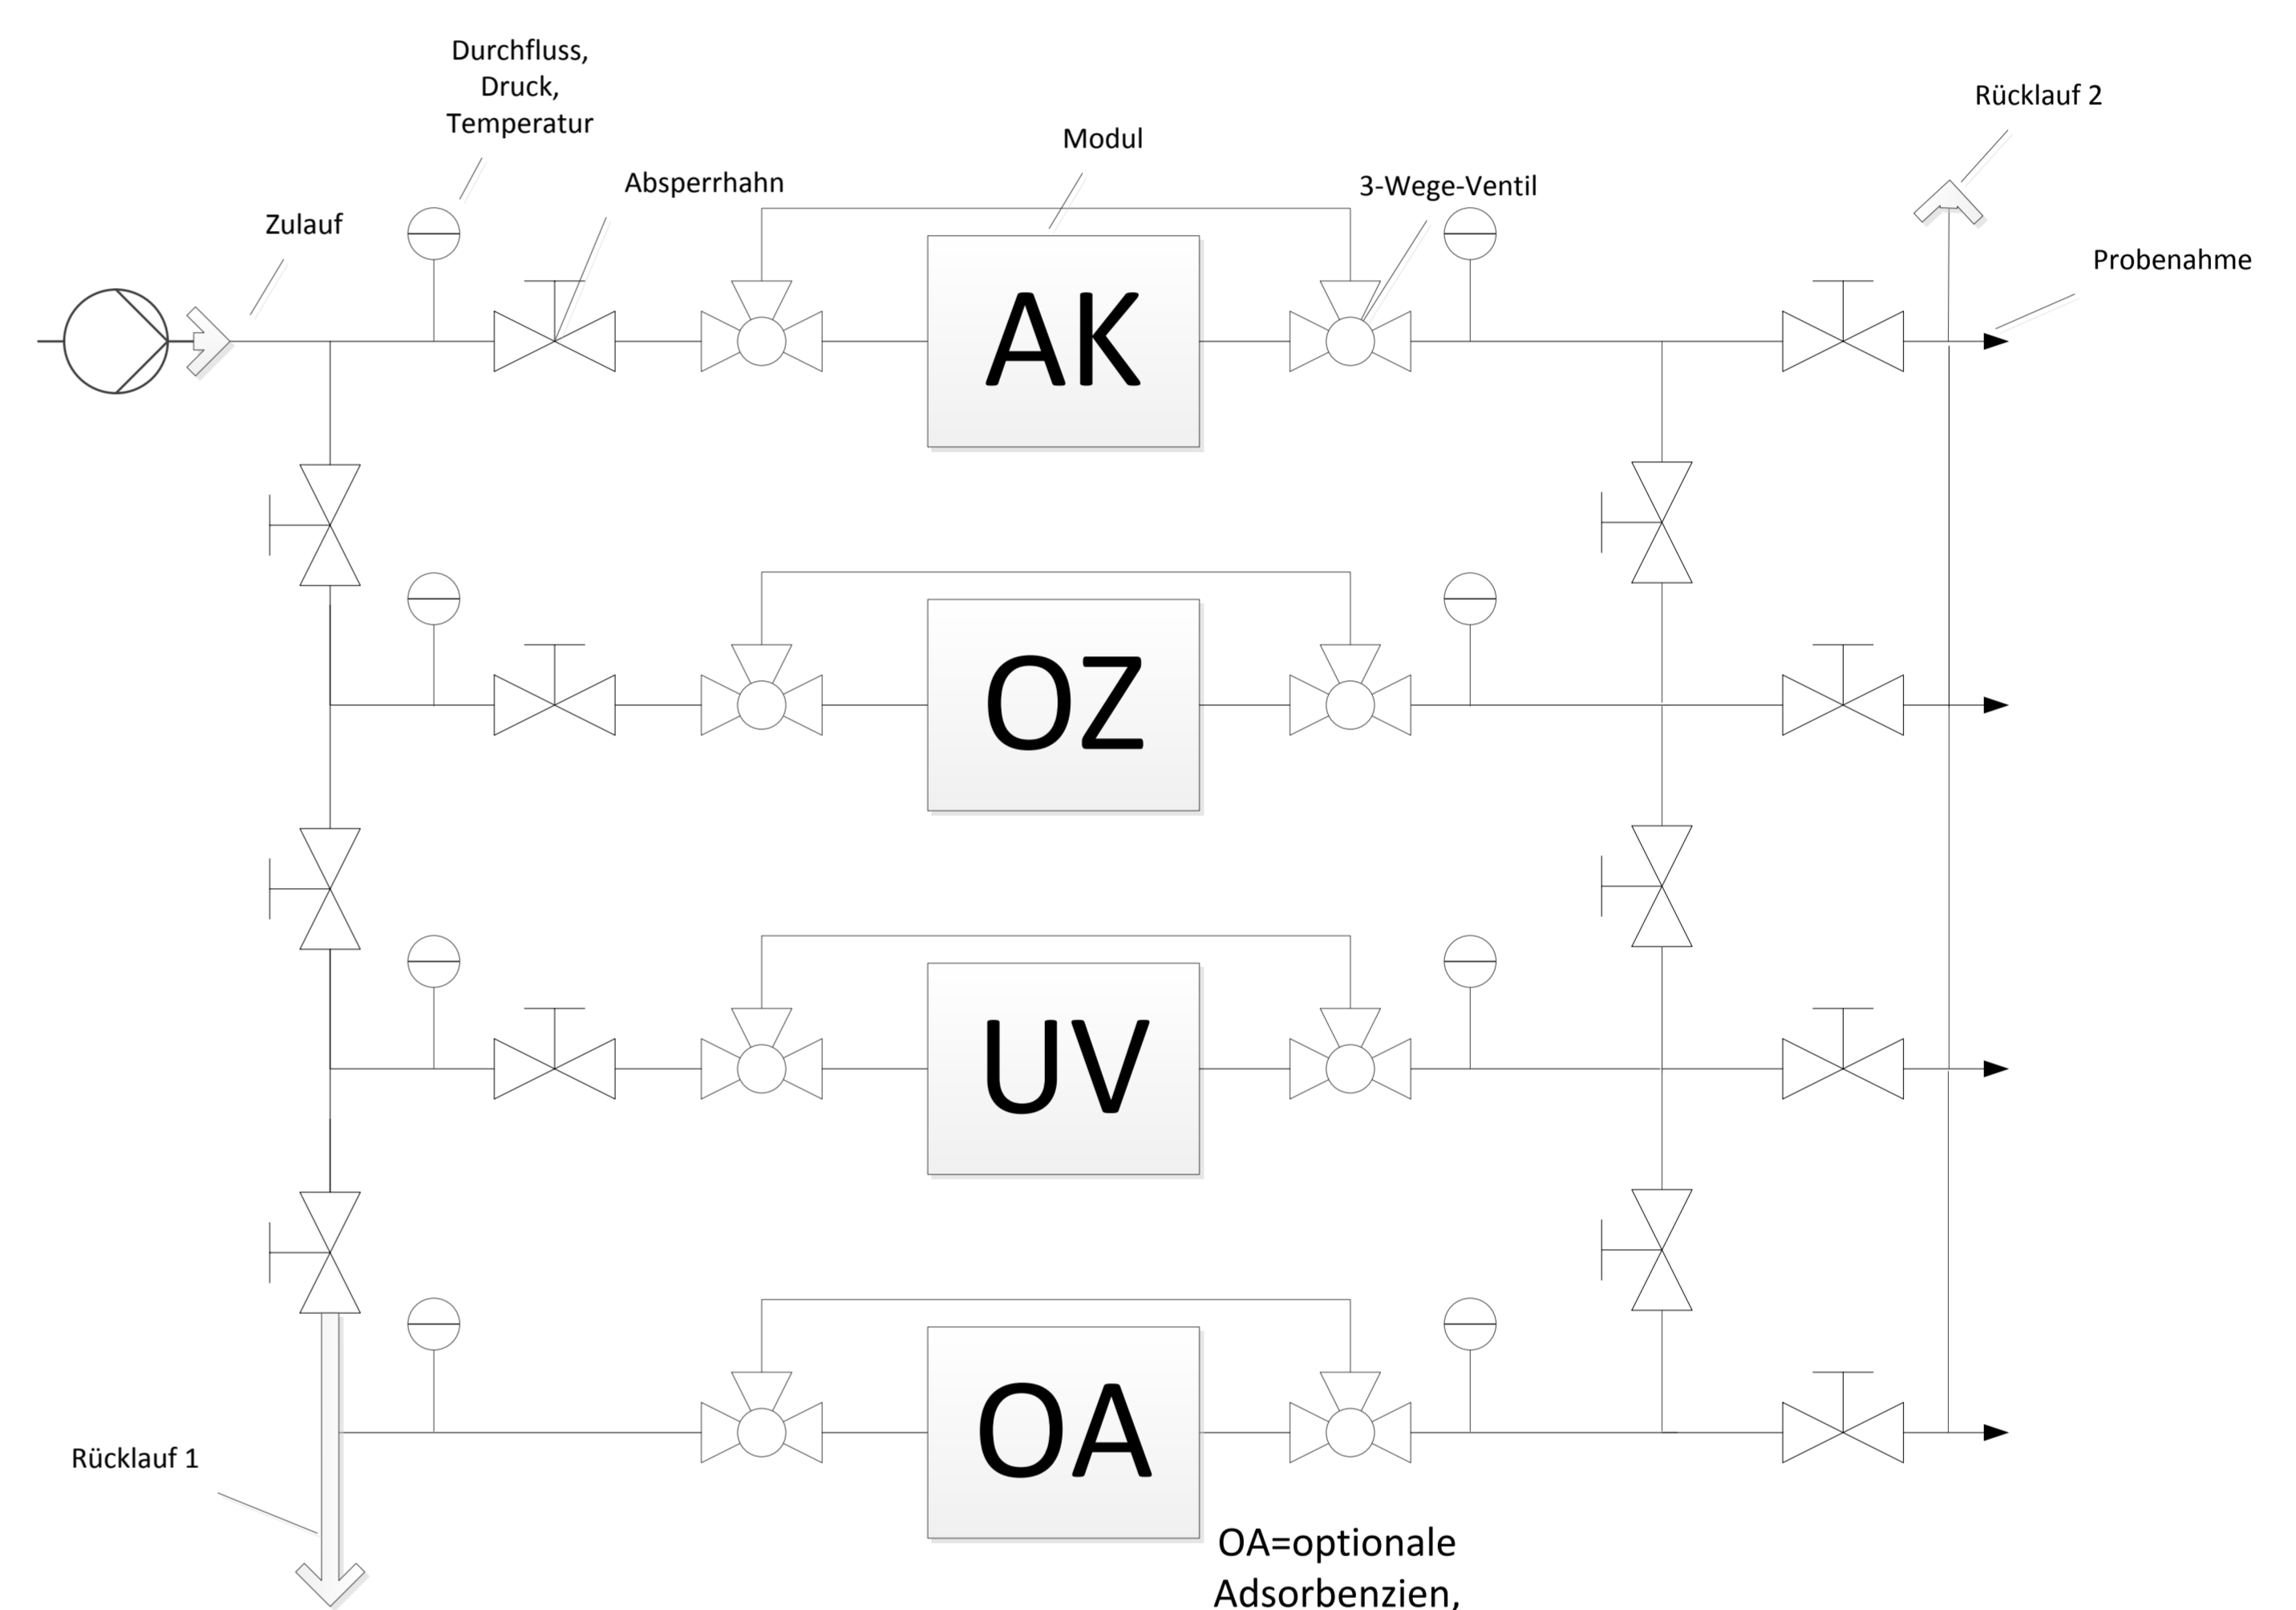 Durchfluss,
Druck,
Temperatur
Rücklauf 2
Modul
Absperrhahn
3-Wege-Ventil
Zulauf
Probenahme
AK
OZ
UV
OA
Rücklauf 1
OA=optionale
Adsorbenzien,